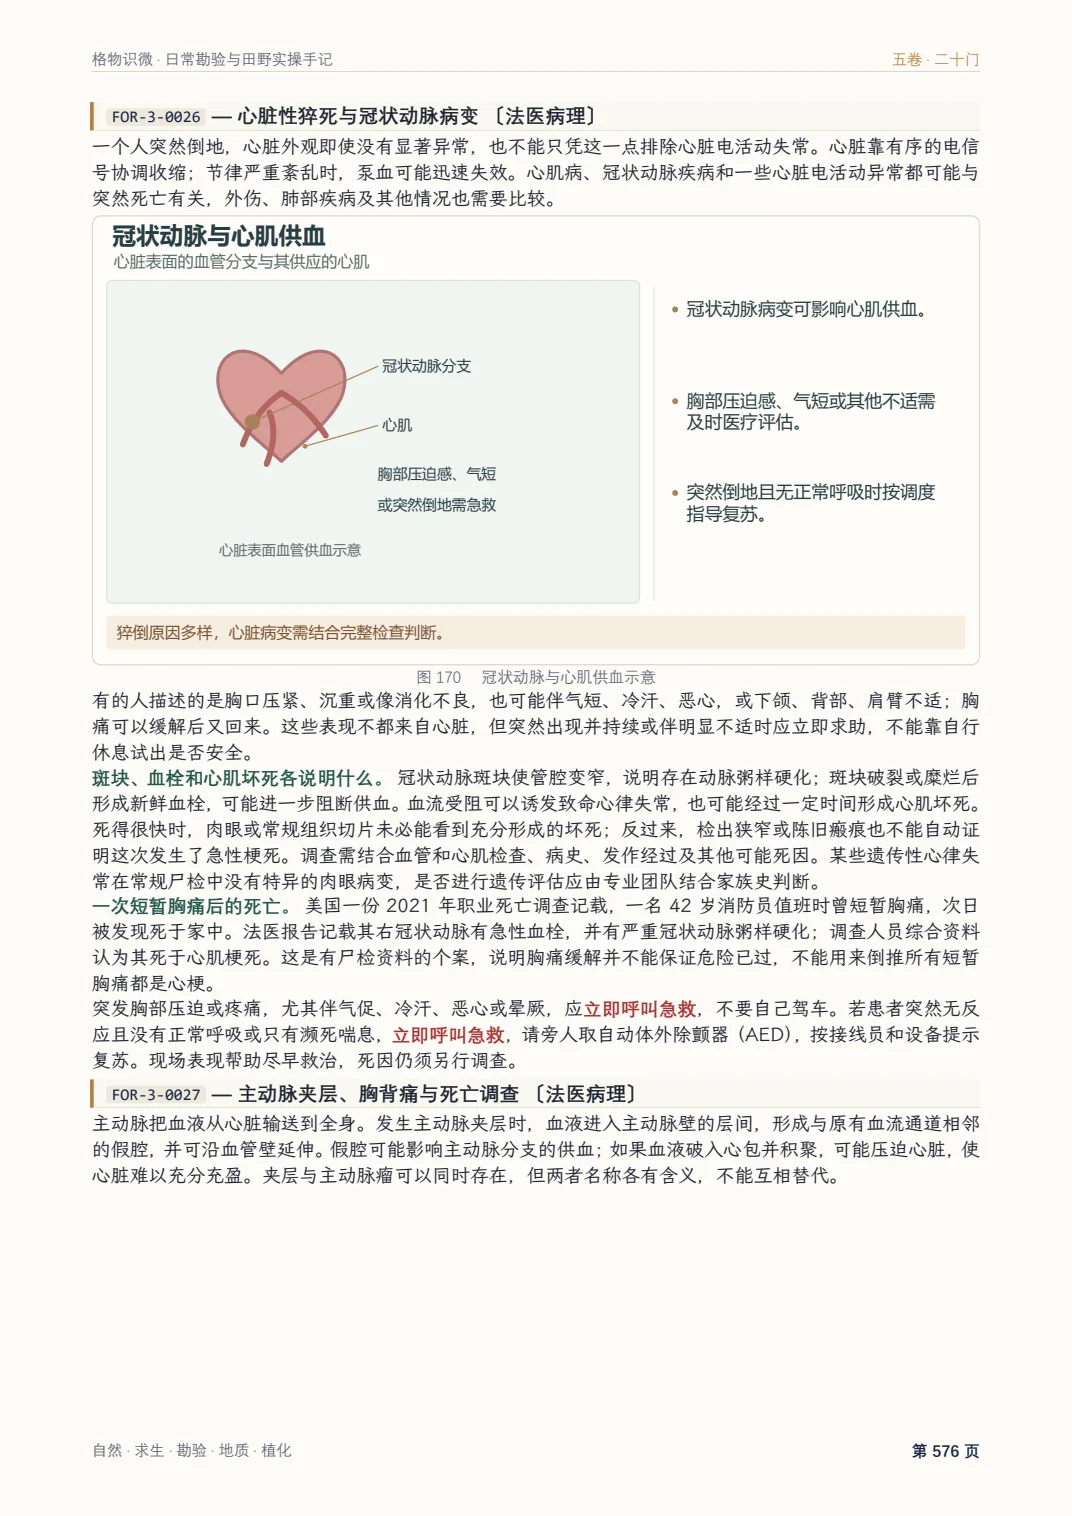 格物识微 · 日常勘验与田野实操手记
五卷 · 二十门
FOR-3-0026 — 心脏性猝死与冠状动脉病变 〔法医病理〕
一个人突然倒地，心脏外观即使没有显著异常，也不能只凭这一点排除心脏电活动失常。心脏靠有序的电信
号协调收缩；节律严重紊乱时，泵血可能迅速失效。心肌病、冠状动脉疾病和一些心脏电活动异常都可能与
突然死亡有关，外伤、肺部疾病及其他情况也需要比较。
冠状动脉与心肌供血
心脏表面的血管分支与其供应的心肌
冠状动脉分支
心肌
胸部压迫感、气短
或突然倒地需急救
心脏表面血管供血示意
• 冠状动脉病变可影响心肌供血。
• 胸部压迫感、气短或其他不适需
及时医疗评估。
• 突然倒地且无正常呼吸时按调度
指导复苏。
猝倒原因多样，心脏病变需结合完整检查判断。
图 170 冠状动脉与心肌供血示意
有的人描述的是胸口压紧、沉重或像消化不良，也可能伴气短、冷汗、恶心，或下颌、背部、肩臂不适；胸
痛可以缓解后又回来。这些表现不都来自心脏，但突然出现并持续或伴明显不适时应立即求助，不能靠自行
休息试出是否安全。
斑块、血栓和心肌坏死各说明什么。 冠状动脉斑块使管腔变窄，说明存在动脉粥样硬化；斑块破裂或糜烂后
形成新鲜血栓，可能进一步阻断供血。血流受阻可以诱发致命心律失常，也可能经过一定时间形成心肌坏死。
死得很快时，肉眼或常规组织切片未必能看到充分形成的坏死；反过来，检出狭窄或陈旧瘢痕也不能自动证
明这次发生了急性梗死。调查需结合血管和心肌检查、病史、发作经过及其他可能死因。某些遗传性心律失
常在常规尸检中没有特异的肉眼病变，是否进行遗传评估应由专业团队结合家族史判断。
一次短暂胸痛后的死亡。 美国一份 2021 年职业死亡调查记载，一名 42 岁消防员值班时曾短暂胸痛，次日
被发现死于家中。法医报告记载其右冠状动脉有急性血栓，并有严重冠状动脉粥样硬化；调查人员综合资料
认为其死于心肌梗死。这是有尸检资料的个案，说明胸痛缓解并不能保证危险已过，不能用来倒推所有短暂
胸痛都是心梗。
突发胸部压迫或疼痛，尤其伴气促、冷汗、恶心或晕厥，应立即呼叫急救，不要自己驾车。若患者突然无反
应且没有正常呼吸或只有濒死喘息，立即呼叫急救，请旁人取自动体外除颤器（AED），按接线员和设备提示
复苏。现场表现帮助尽早救治，死因仍须另行调查。
FOR-3-0027 — 主动脉夹层、胸背痛与死亡调查 〔法医病理〕
主动脉把血液从心脏输送到全身。发生主动脉夹层时，血液进入主动脉壁的层间，形成与原有血流通道相邻
的假腔，并可沿血管壁延伸。假腔可能影响主动脉分支的供血；如果血液破入心包并积聚，可能压迫心脏，使
心脏难以充分充盈。夹层与主动脉瘤可以同时存在，但两者名称各有含义，不能互相替代。
自然 · 求生 · 勘验 · 地质 · 植化
第 576 页